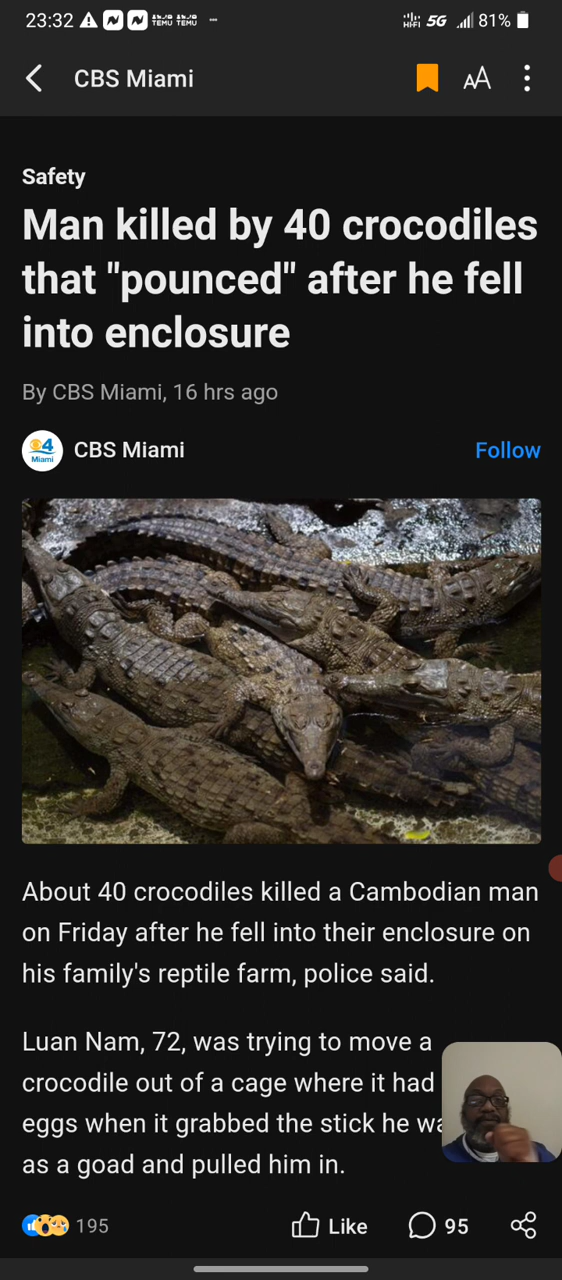 23:32 TEMU TEMU 5G 81%
CBS Miami AA
Safety
Man killed by 40 crocodiles
that "pounced" after he fell
into enclosure
By CBS Miami, 16 hrs ago
4 Miami CBS Miami Follow
About 40 crocodiles killed a Cambodian man
on Friday after he fell into their enclosure on
his family's reptile farm, police said.
Luan Nam, 72, was trying to move a
crocodile out of a cage where it had
eggs when it grabbed the stick he
as a goad and pulled him in.
195 Like 95